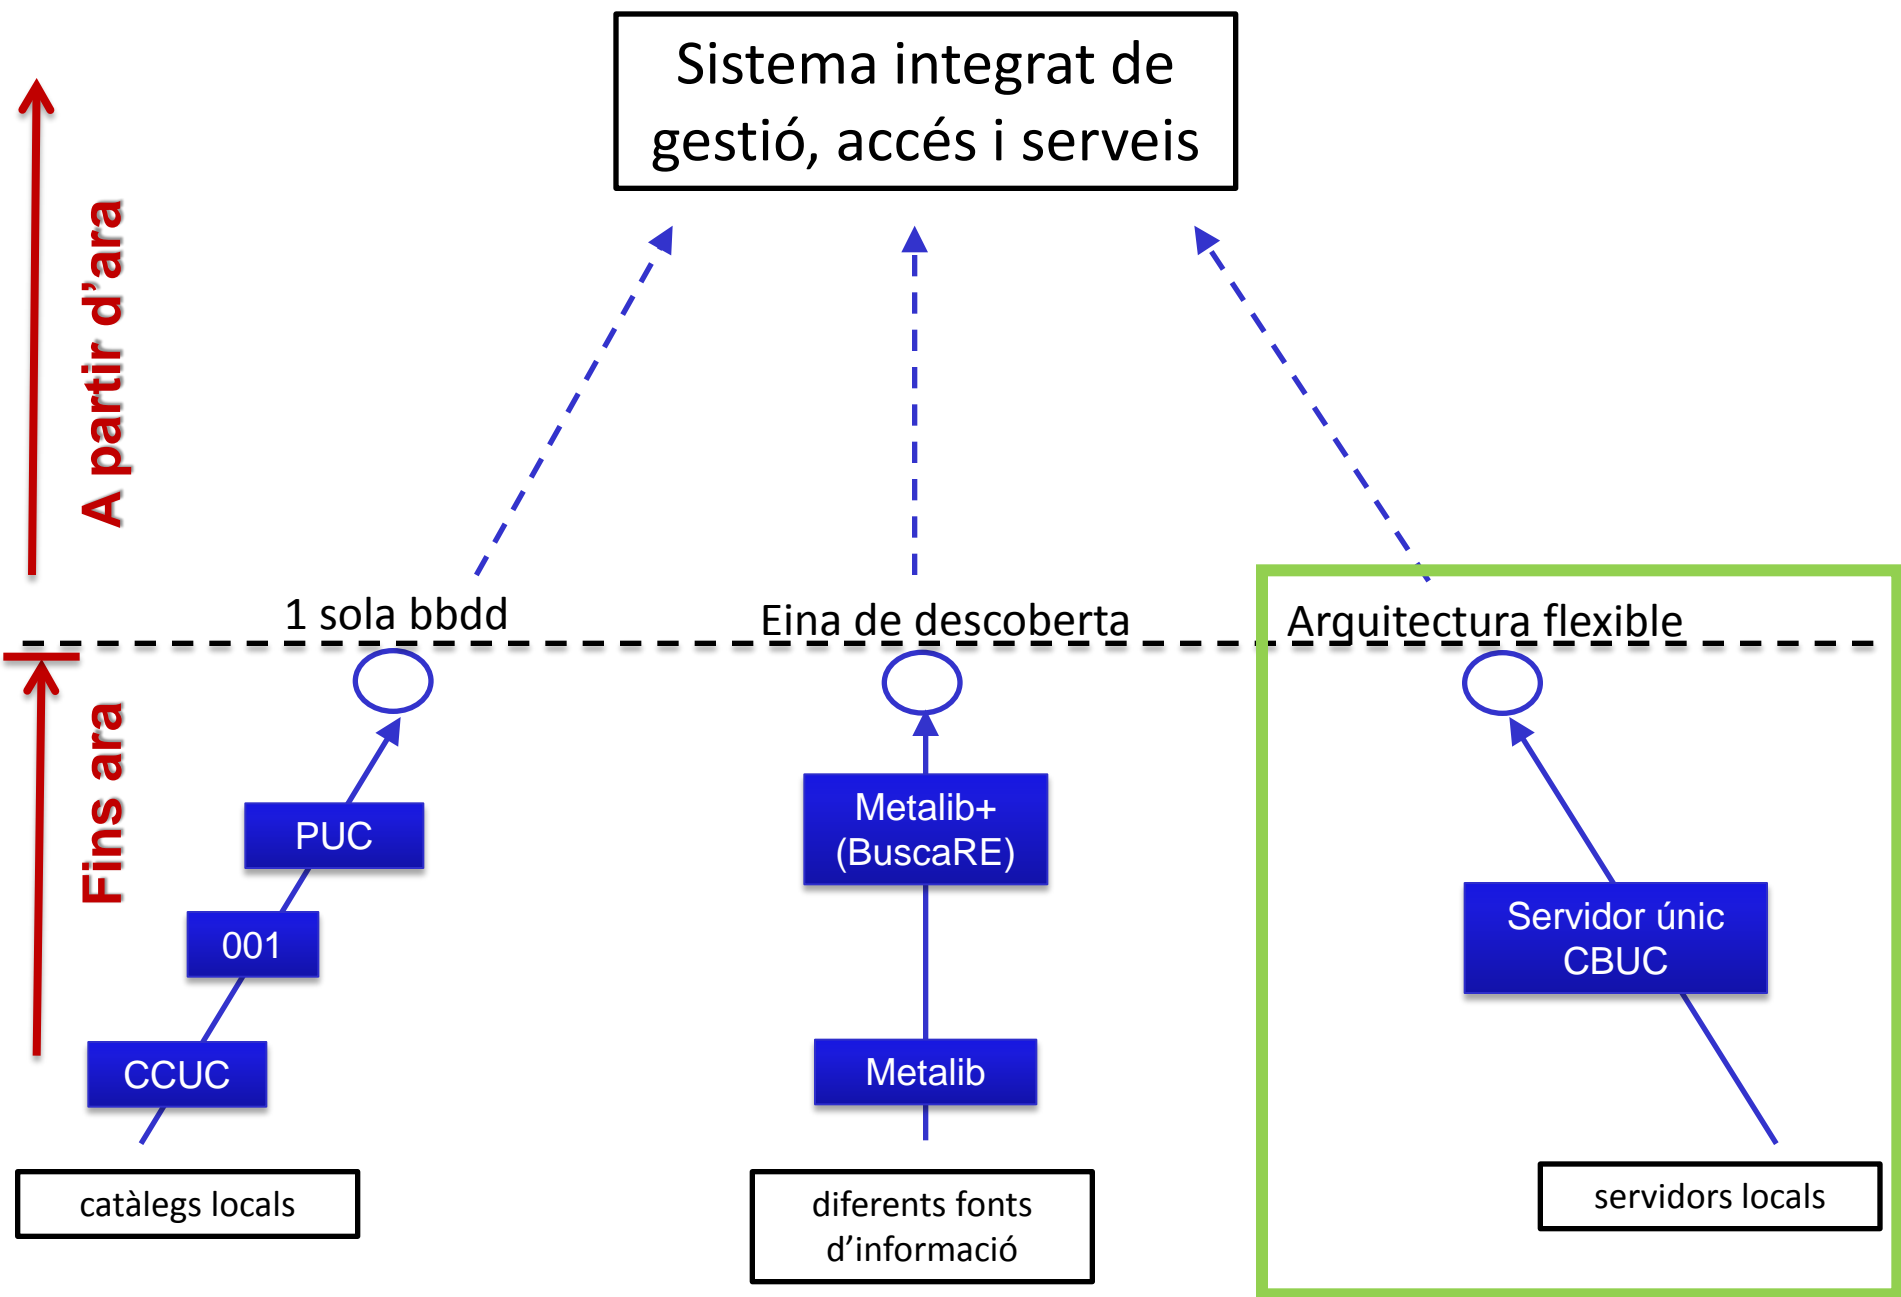 Sistema integrat de
gestió, accés i serveis
A partir d’ara
1 sola bbdd
Eina de descoberta
Arquitectura flexible
Fins ara
PUC
001
CCUC
catàlegs locals
Metalib+
(BuscaRE)
Metalib
diferents fonts
d’informació
Servidor únic
CBUC
servidors locals